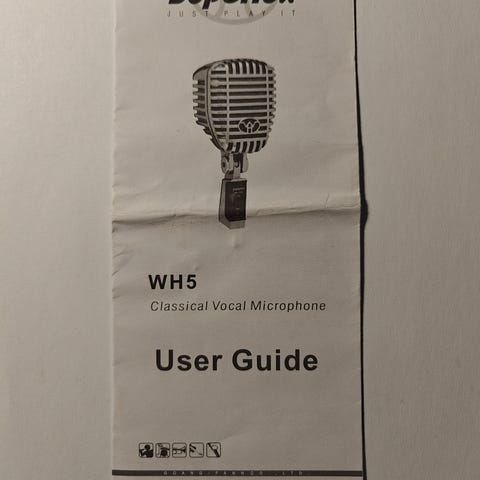 JUST PLAY IT
WH5
Classical Vocal Microphone
User Guide